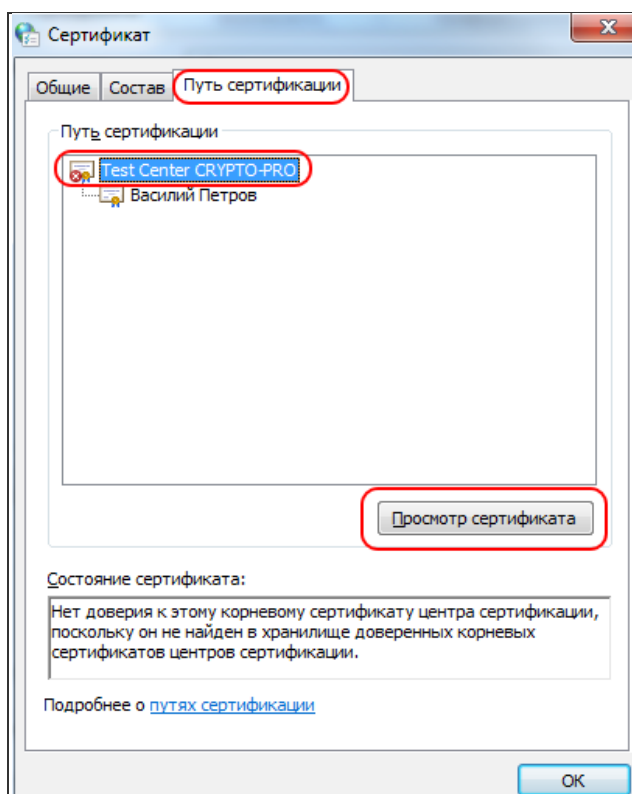 Сертификат
Общие Состав Путь сертификации
Путь сертификации
Test Center CRYPTO-PRO
Василий Петров
Просмотр сертификата
Состояние сертификата:
Нет доверия к этому корневому сертификату центра сертификации,
поскольку он не найден в хранилище доверенных корневых
сертификатов центров сертификации.
Подробнее о путях сертификации
ОК